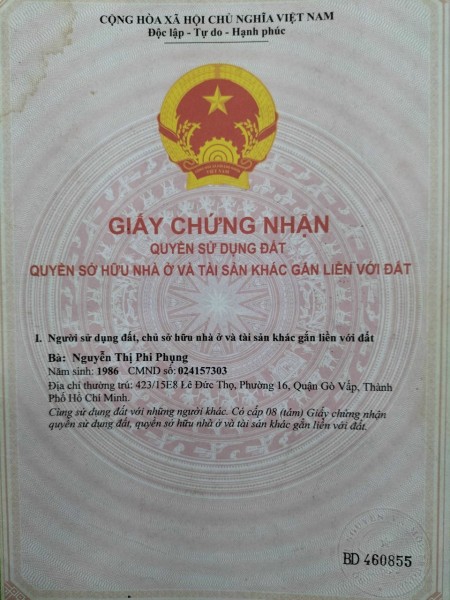 CỘNG HÒA XÃ HỘI CHỦ NGHĨA VIỆT NAM
Độc lập - Tự do - Hạnh phúc
GIẤY CHỨNG NHẬN
QUYỀN SỬ DỤNG ĐẤT
QUYỀN SỞ HỮU NHÀ Ở VÀ TÀI SẢN KHÁC GẮN LIỀN VỚI ĐẤT
I. Người sử dụng đất, chủ sở hữu nhà ở và tài sản khác gắn liền với đất
Bà: Nguyễn Thị Phi Phụng
Năm sinh: 1986 CMND số: 024157303
Địa chỉ thường trú: 423/15E8 Lê Đức Thọ, Phường 16, Quận Gò Vấp, Thành
Phố Hồ Chí Minh.
Cùng sử dụng đất với những người khác. Có cấp 08 (tám) Giấy chứng nhận
quyền sử dụng đất, quyền sở hữu nhà ở và tài sản khác gắn liền với đất.
BD 460855